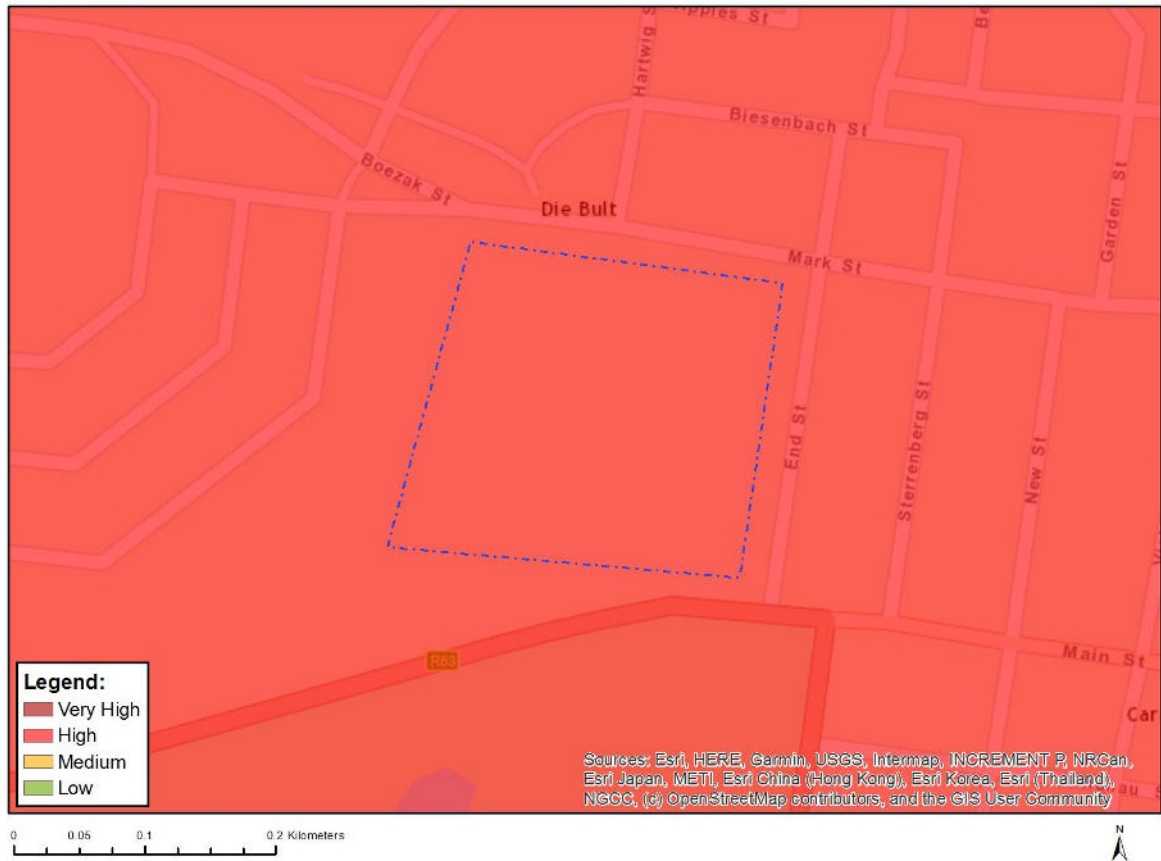 Apples St
Hartwig S
Be
Biesenbach St
Boezak St
Die Bult
Garden St
Mark St
End St
Sterrenberg St
New St
R63
Main St
Car
Legend:
Very High
High
Medium
Low
Sources: Esri, HERE, Garmin, USGS, Intermap, INCREMENT P, NRCan,
Esri Japan, METI, Esri China (Hong Kong), Esri Korea, Esri (Thailand),
NGCC, (c) OpenStreetMap contributors, and the GIS User Community
0 0.05 0.1 0.2 Kilometers
N